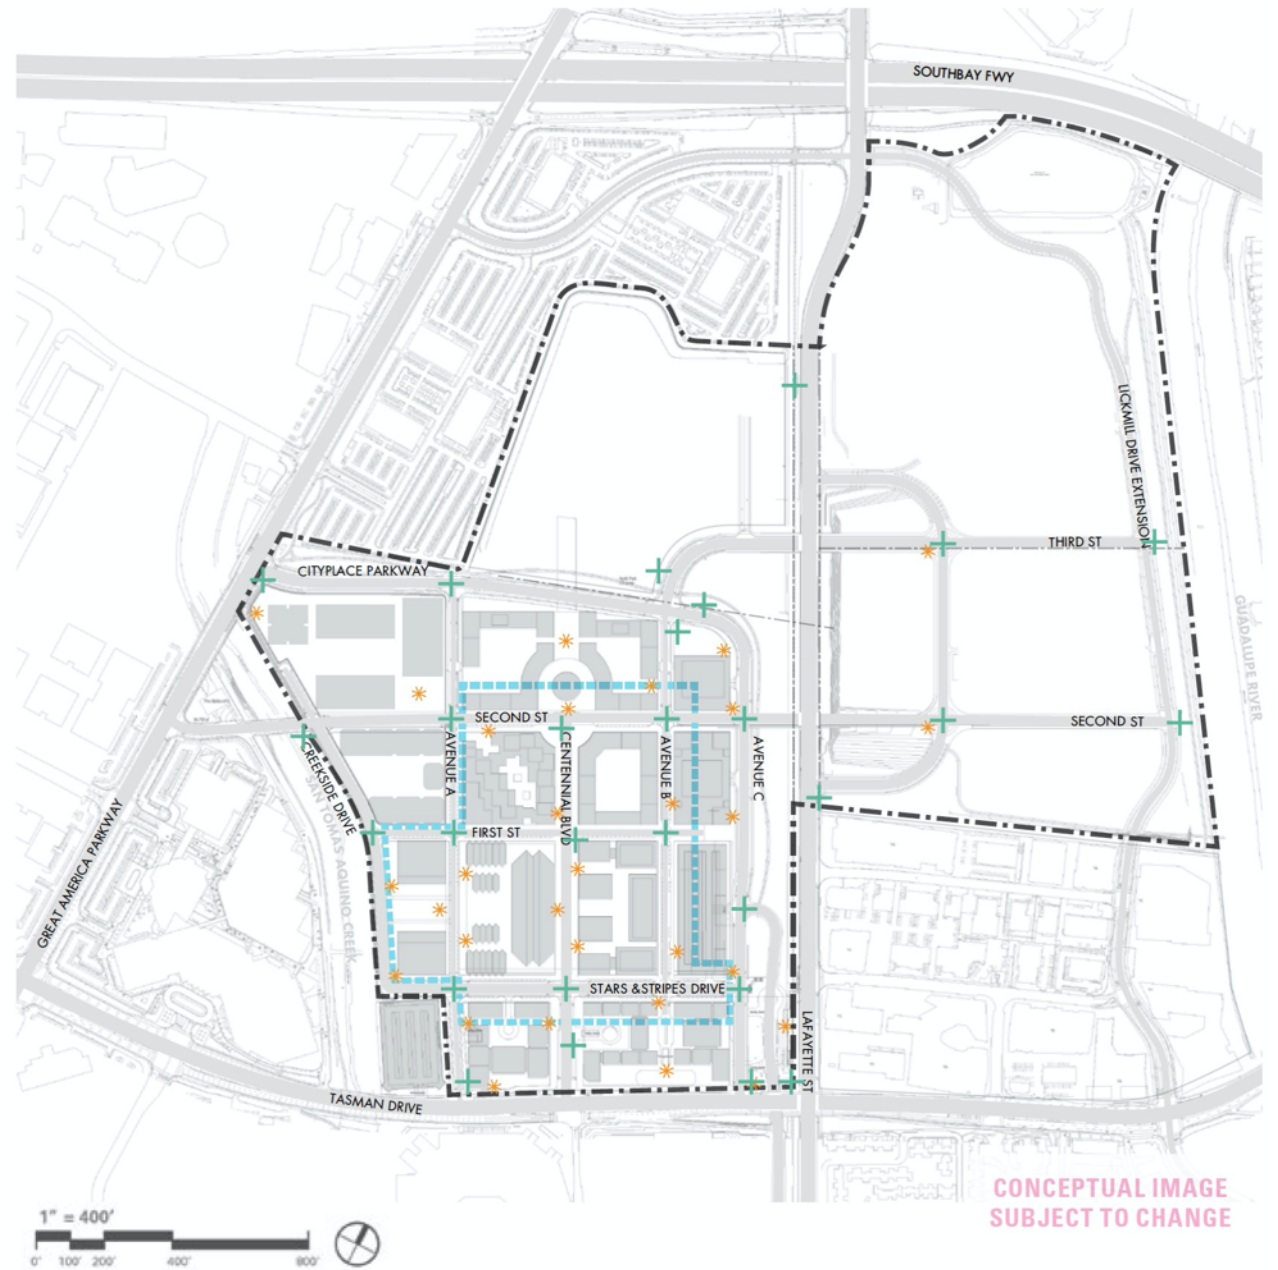 SOUTHBAY FWY
LICKMILL DRIVE EXTENSION
THIRD ST
CITYPLACE PARKWAY
GUADALUPE RIVER
SECOND ST
SECOND ST
AVENUE A
CENTENNIAL BLVD
AVENUE B
AVENUE C
CREEKSIDE DRIVE
SAN TOMAS AQUINO CREEK
FIRST ST
GREAT AMERICA PARKWAY
STARS &STRIPES DRIVE
LAFAYETTE ST
TASMAN DRIVE
CONCEPTUAL IMAGE
SUBJECT TO CHANGE
1" = 400'
0' 100' 200' 400' 800'